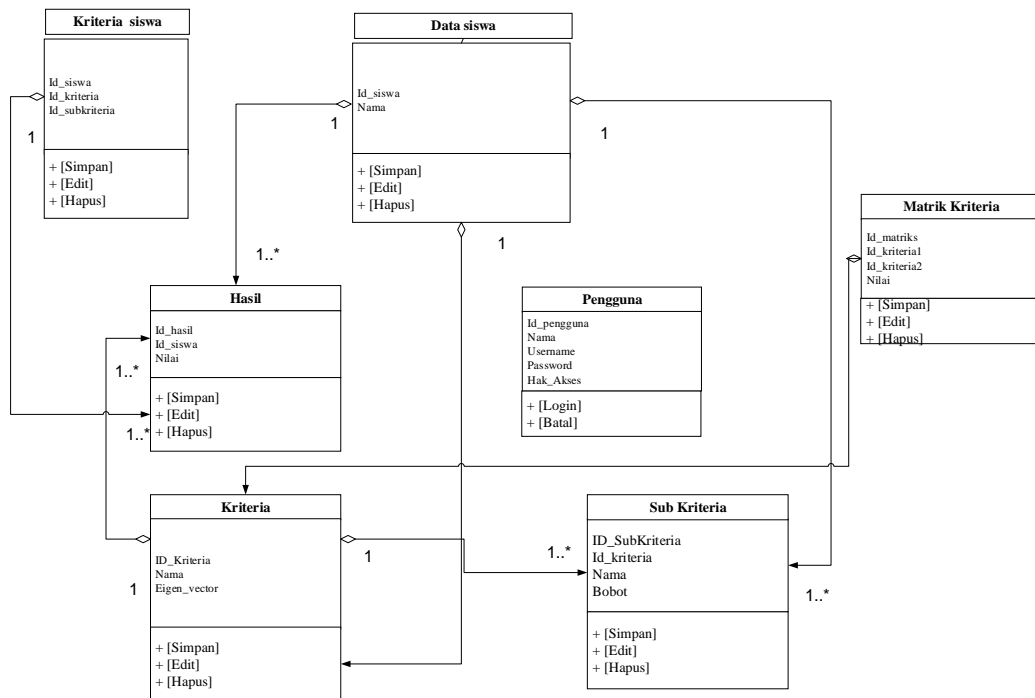 Kriteria siswa
Id_siswa
Id_kriteria
Id_subkriteria
+ [Simpan]
+ [Edit]
+ [Hapus]
1
Data siswa
Id_siswa
Nama
+ [Simpan]
+ [Edit]
+ [Hapus]
1
1
1
Matrik Kriteria
Id_matriks
Id_kriteria1
Id_kriteria2
Nilai
+ [Simpan]
+ [Edit]
+ [Hapus]
1..*
Hasil
Id_hasil
Id_siswa
Nilai
+ [Simpan]
+ [Edit]
+ [Hapus]
1..*
1..*
Pengguna
Id_pengguna
Nama
Username
Password
Hak_Akses
+ [Login]
+ [Batal]
Kriteria
ID_Kriteria
Nama
Eigen_vector
+ [Simpan]
+ [Edit]
+ [Hapus]
1
1
Sub Kriteria
ID_SubKriteria
Id_kriteria
Nama
Bobot
+ [Simpan]
+ [Edit]
+ [Hapus]
1..*
1..*